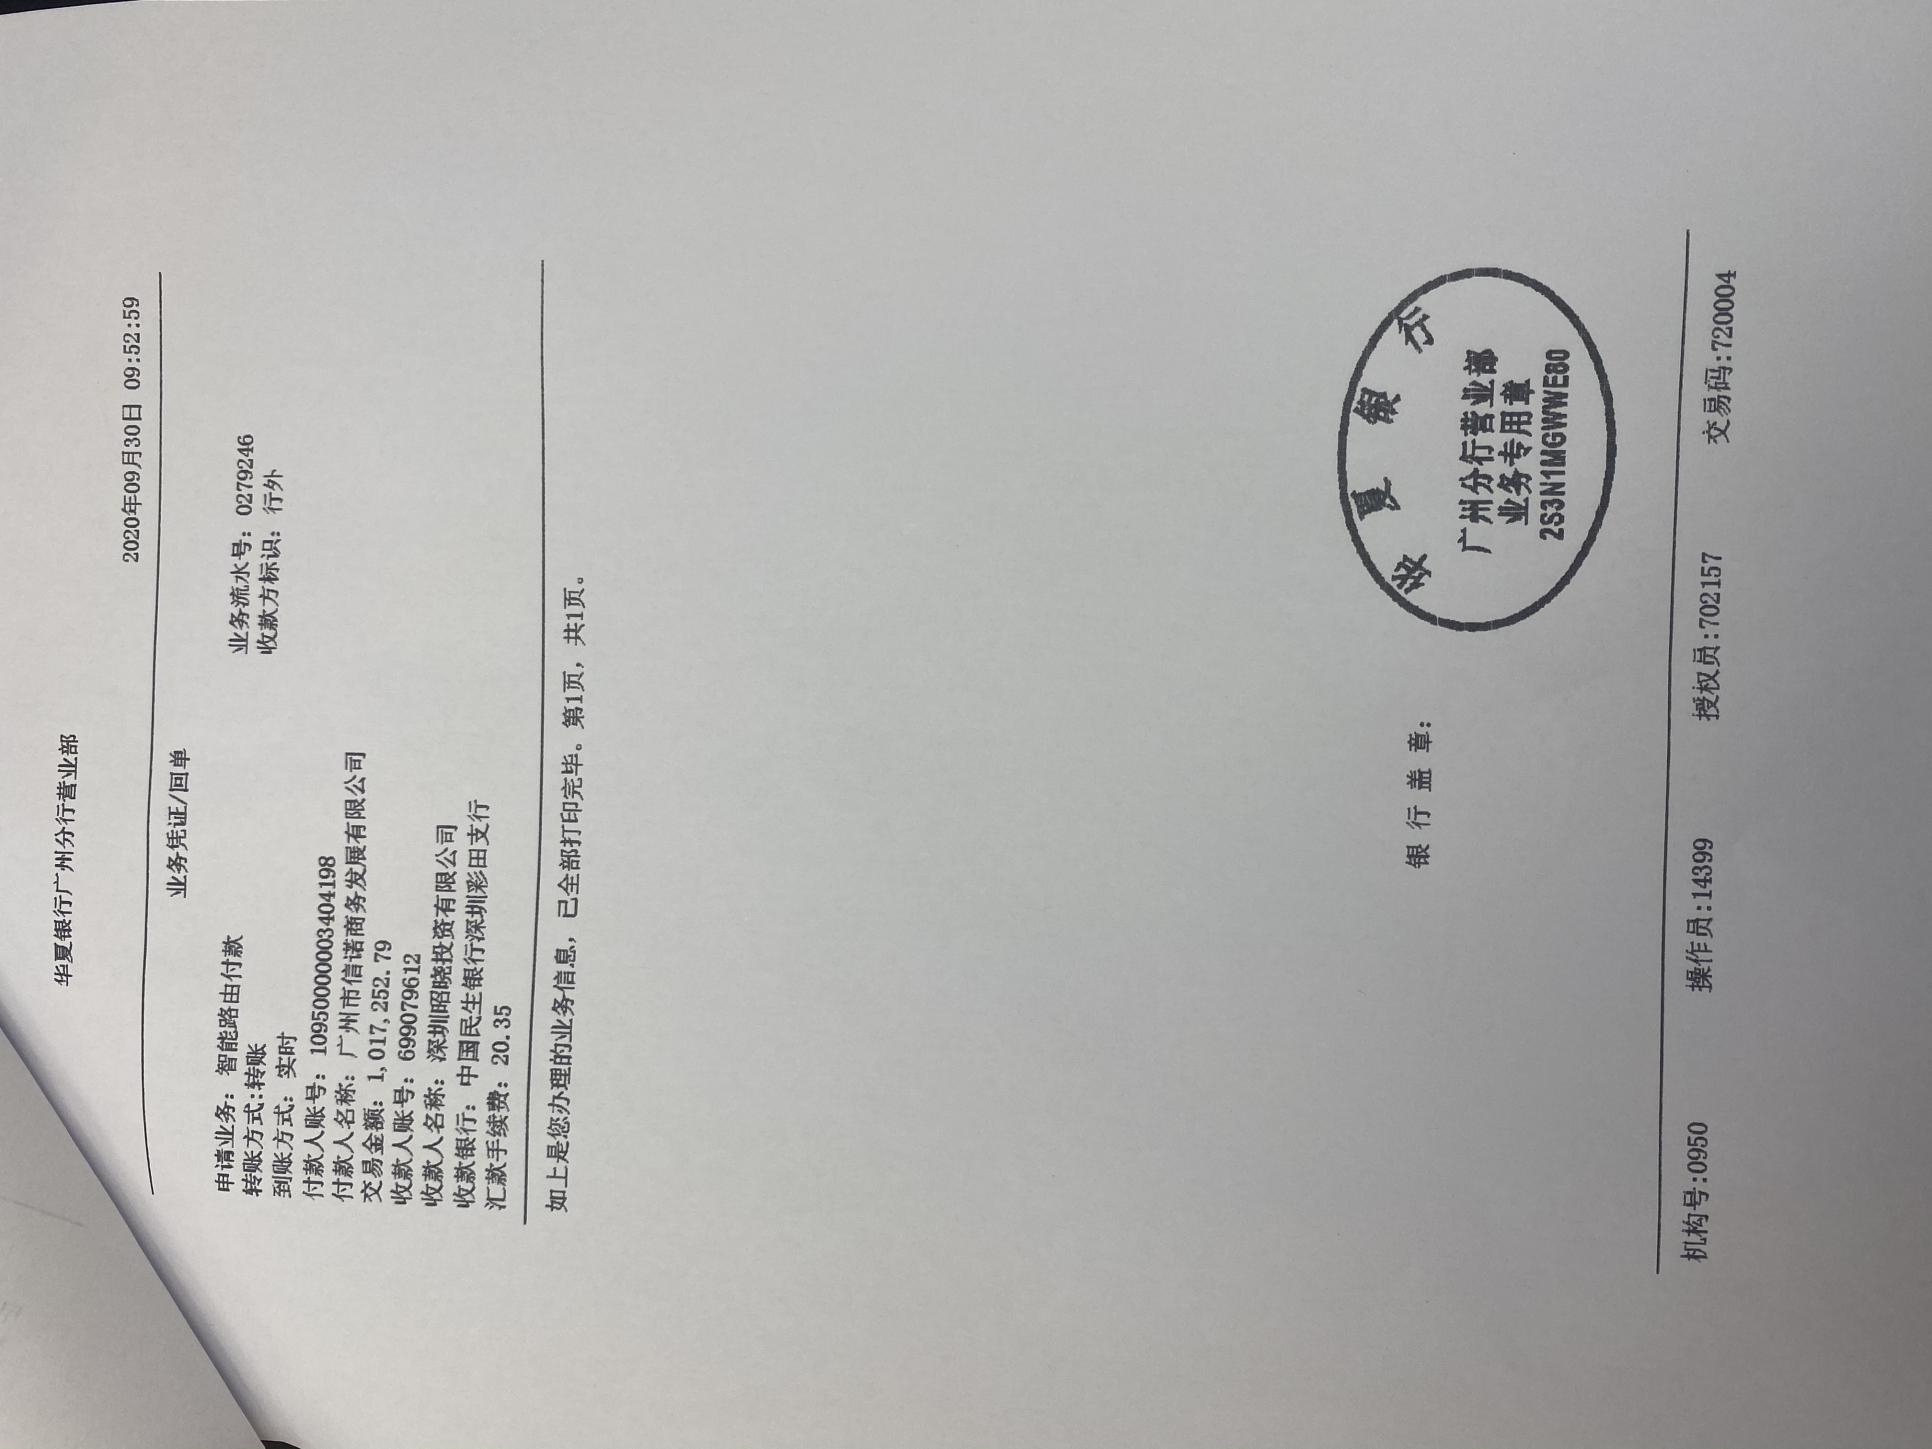 华夏银行广州分行营业部
2020年09月30日 09:52:59
业务凭证/回单
申请业务：智能路由付款 业务流水号：0279246
转账方式:转账 收款方标识：行外
到账方式：实时
付款人账号：10950000003404198
付款人名称：广州市信诺商务发展有限公司
交易金额：1,017,252.79
收款人账号：699079612
收款人名称：深圳昭晓投资有限公司
收款银行：中国民生银行深圳彩田支行
汇款手续费：20.35
如上是您办理的业务信息，已全部打印完毕。第1页，共1页。
银 行 盖 章：
华夏银行
广州分行营业部
业务专用章
2S3N1MGWWE80
机构号:0950 操作员:14399 授权员:702157 交易码:720004